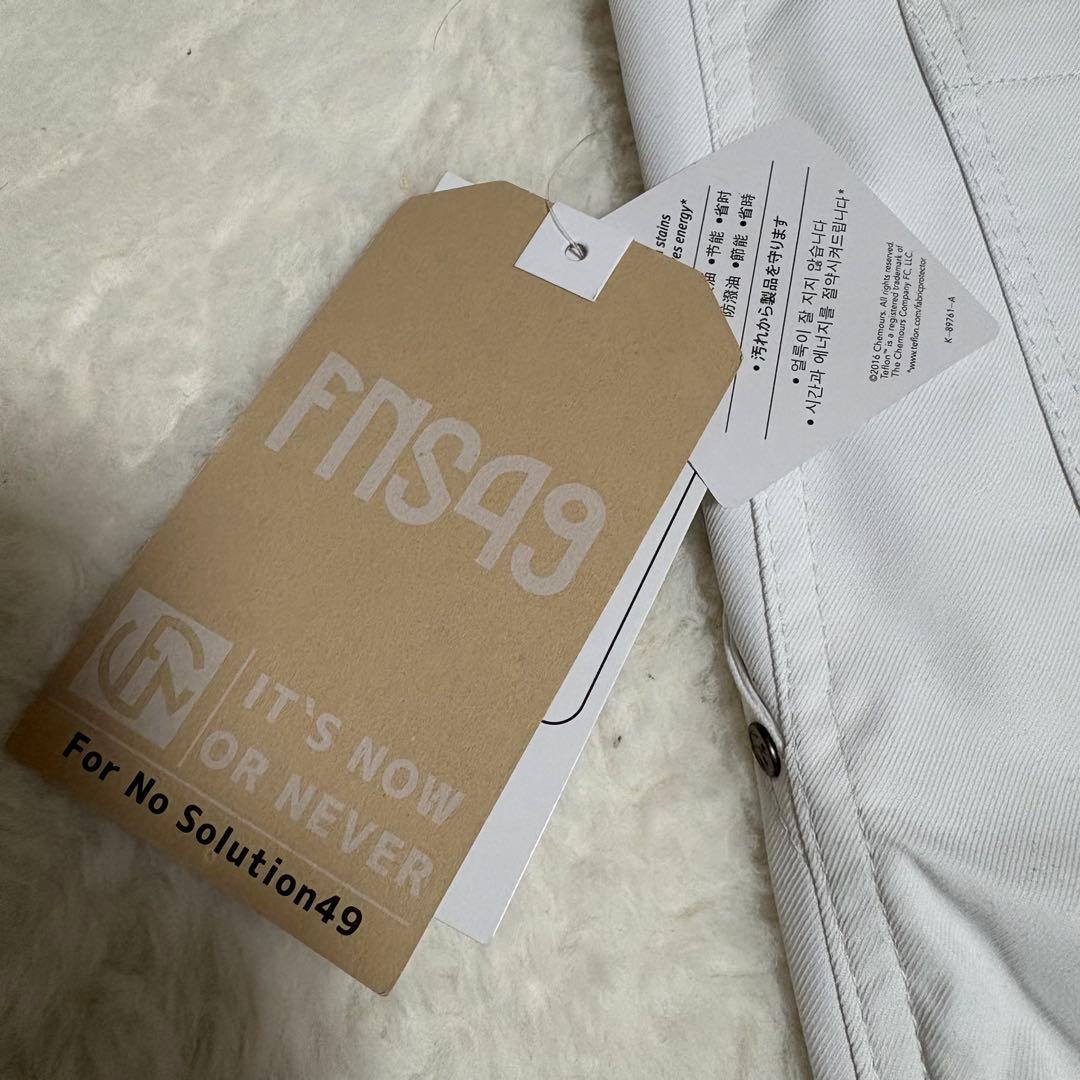 FNS49
FN
IT`S NOW
OR NEVER
For No Solution49
stains
energy*
油 •节能 •省时
防潑油 •節能 •省時
• 汚れから製品を守ります
• 얼룩이 잘 지지 않습니다
• 시간과 에너지를 절약시켜드립니다*
©2016 Chemours. All rights reserved.
Teflon™ is a registered trademark of
The Chemours Company FC, LLC.
*www.teflon.com/fabricprotector
K-89761-A